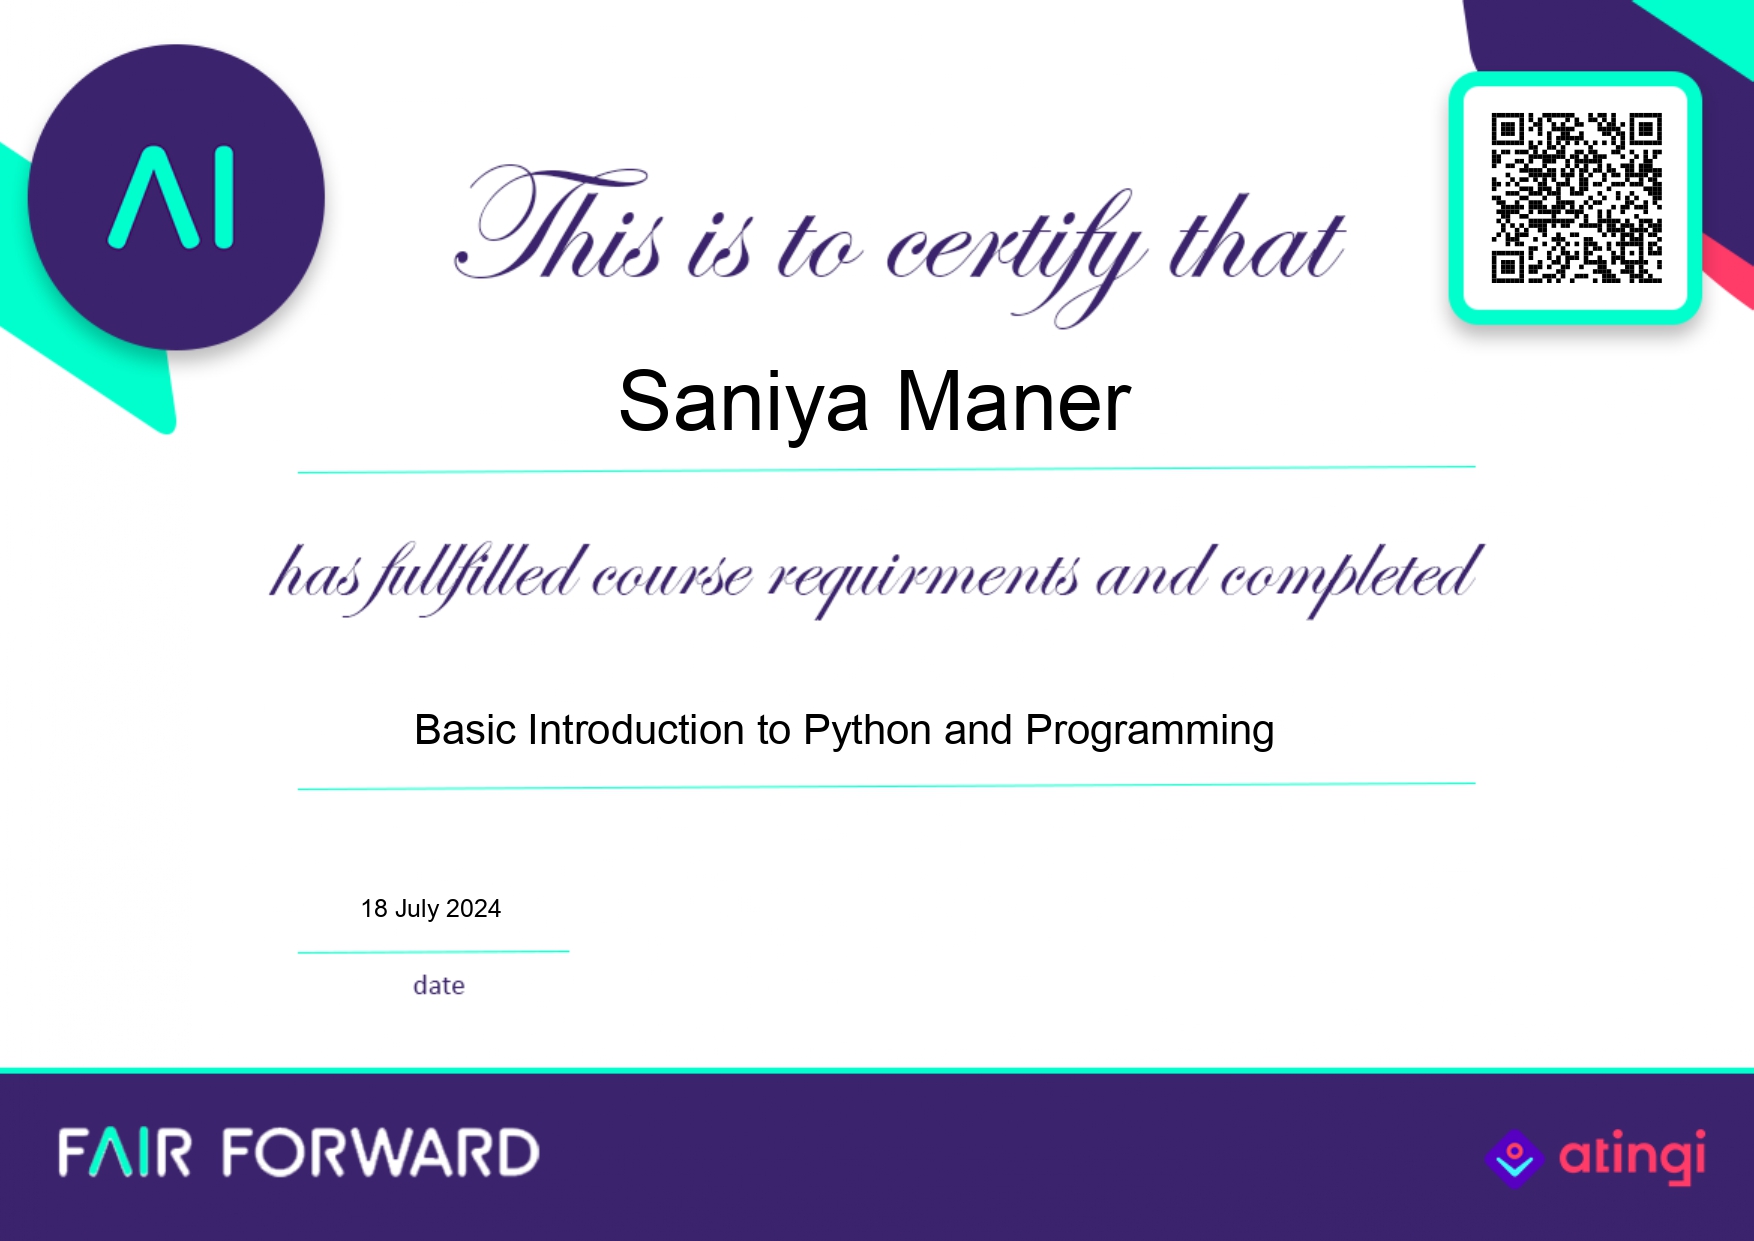 AI
This is to certify that
Saniya Maner
has fullfilled course requirments and completed
Basic Introduction to Python and Programming
18 July 2024
date
FAIR FORWARD
atingi